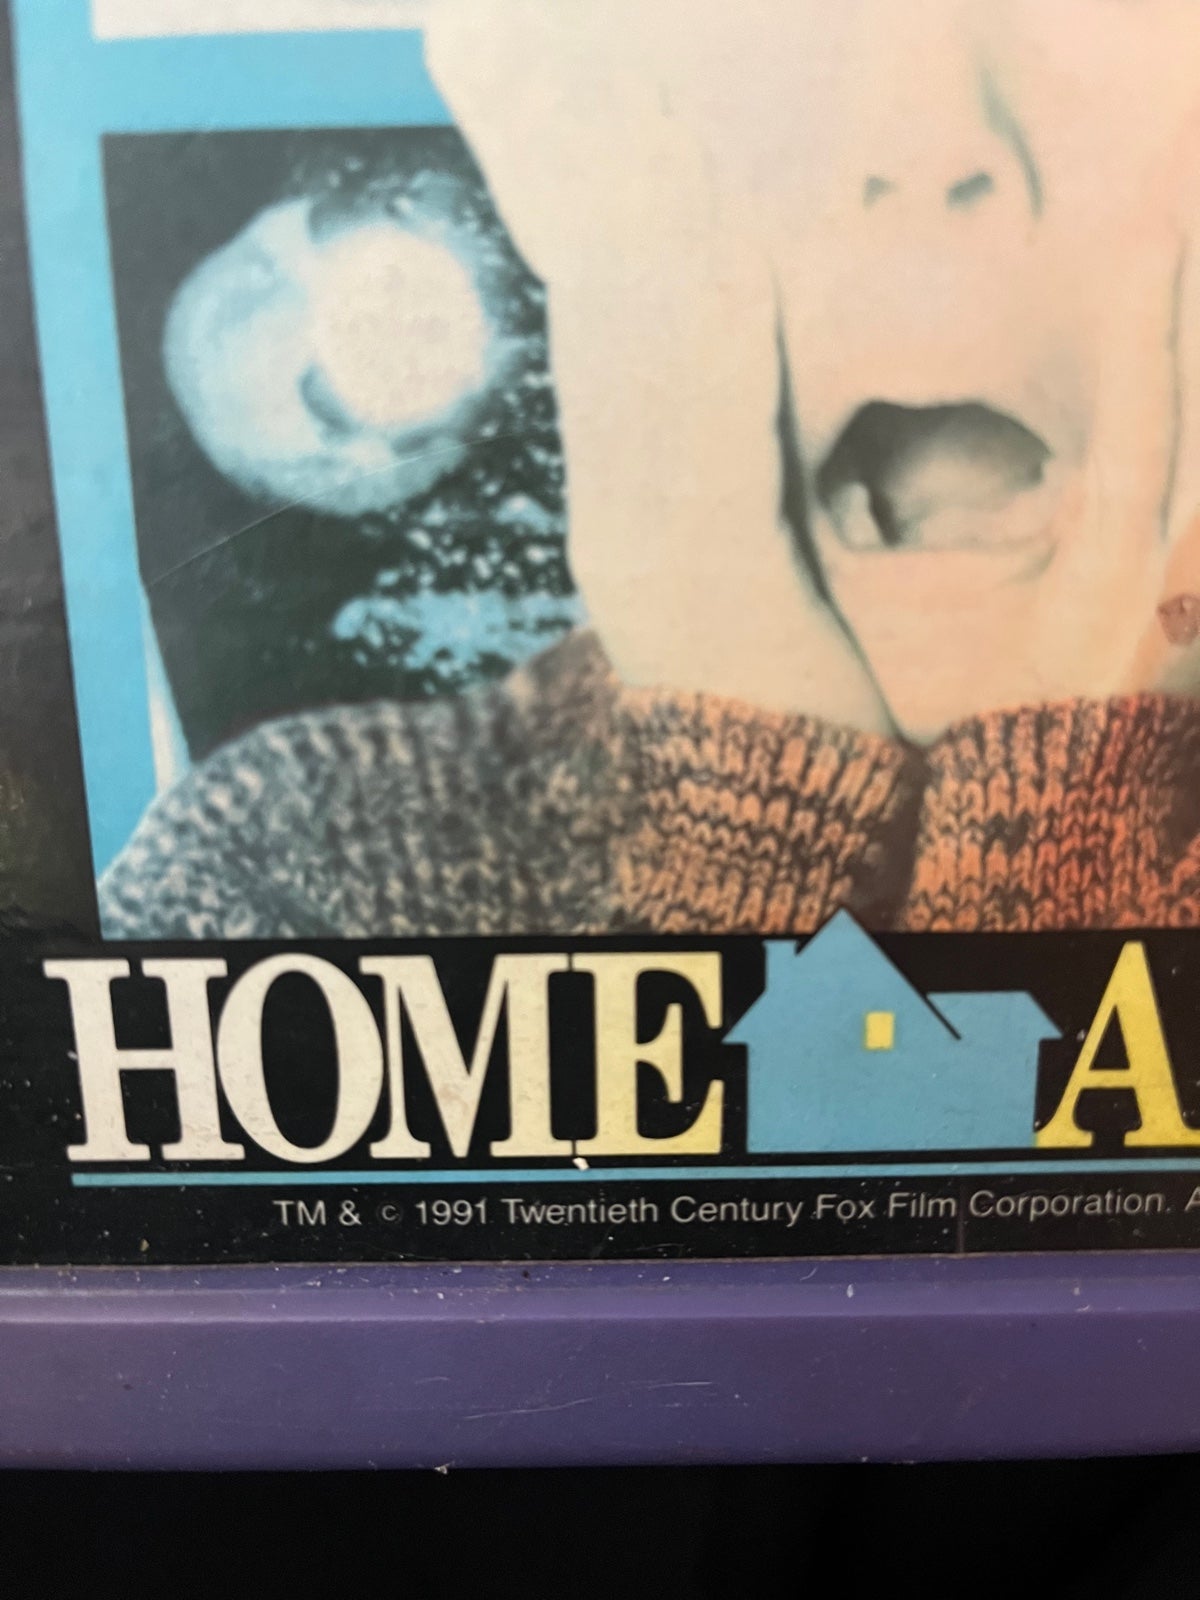 HOME A
TM & © 1991 Twentieth Century Fox Film Corporation. A